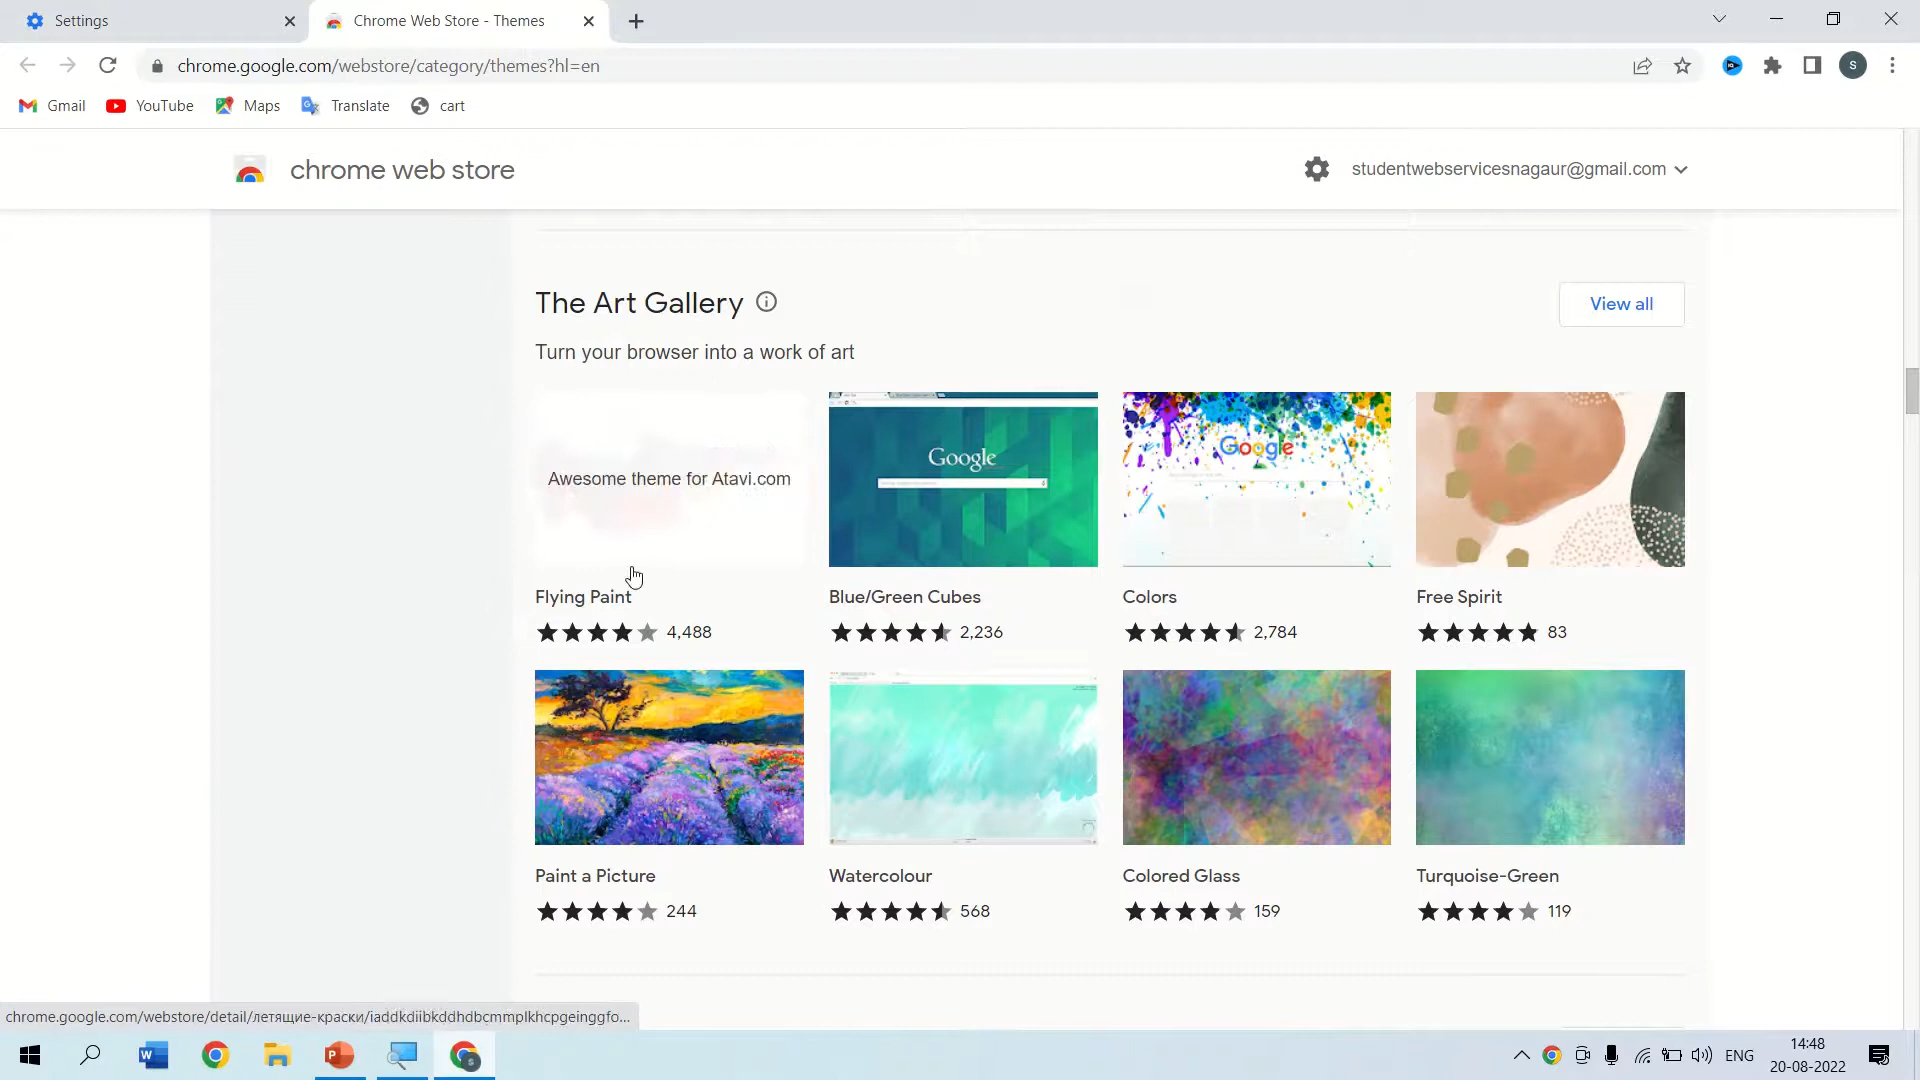 Settings
Chrome Web Store - Themes
chrome.google.com/webstore/category/themes?hl=en
S
Gmail
YouTube
Maps
Translate
cart
chrome web store
studentwebservicesnagaur@gmail.com
The Art Gallery
View all
Turn your browser into a work of art
Awesome theme for Atavi.com
Google
Google
Flying Paint
Blue/Green Cubes
Colors
Free Spirit
4,488
2,236
2,784
83
Paint a Picture
Watercolour
Colored Glass
Turquoise-Green
244
568
159
119
chrome.google.com/webstore/detail/летящие-краски/iaddkdiibkddhdbcmmplkhcpgeinggfo...
ENG
14:48
20-08-2022